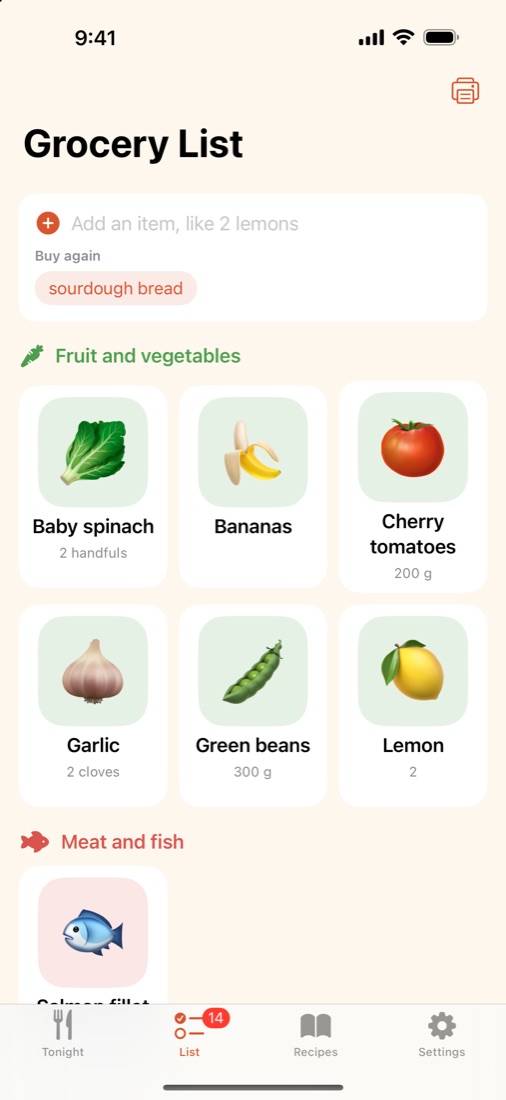 9:41
Grocery List
Add an item, like 2 lemons
Buy again
sourdough bread
Fruit and vegetables
Baby spinach
2 handfuls
Bananas
Cherry
tomatoes
200 g
Garlic
2 cloves
Green beans
300 g
Lemon
2
Meat and fish
Salmon fillet
14
Tonight
List
Recipes
Settings